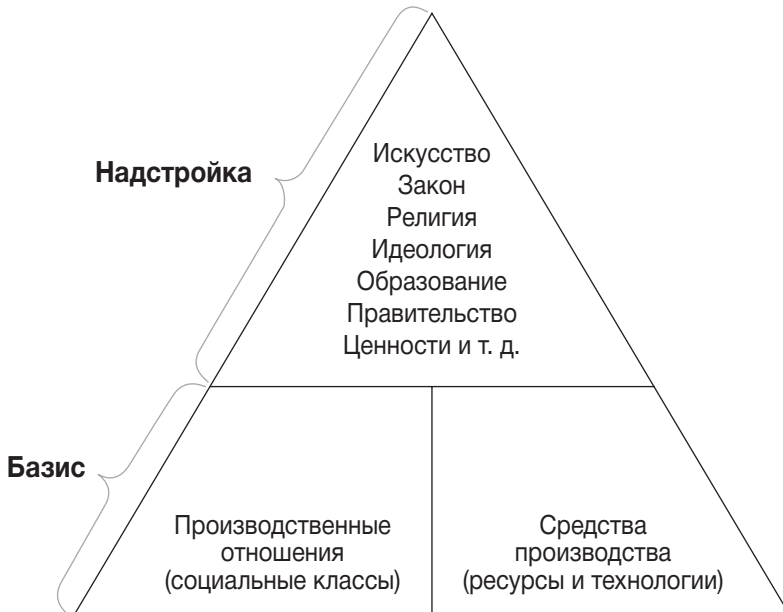 Надстройка
Искусство
Закон
Религия
Идеология
Образование
Правительство
Ценности и т. д.
Базис
Производственные
отношения
(социальные классы)
Средства
производства
(ресурсы и технологии)